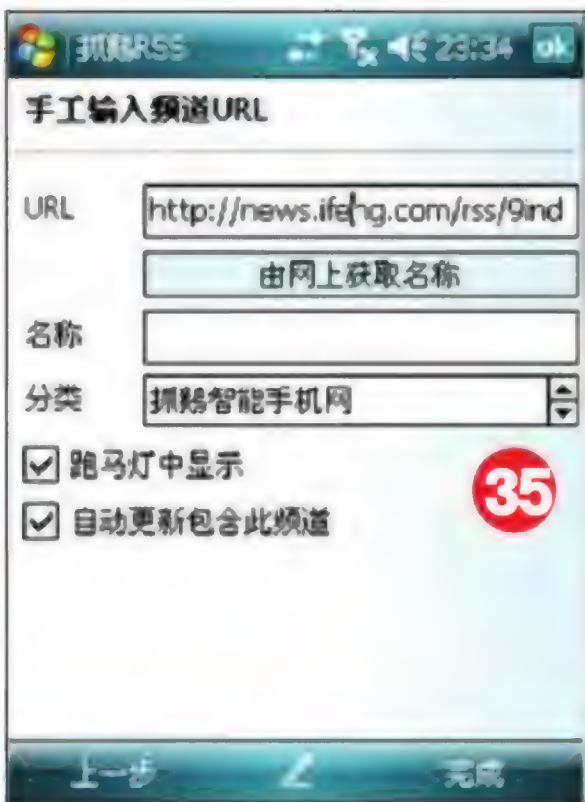 抓鲶RSS 23:34 ok
手工输入频道URL
URL http://news.ifeng.com/rss/9ind
由网上获取名称
名称
分类 抓鲶智能手机网
跑马灯中显示
自动更新包含此频道
35
上一步 完成